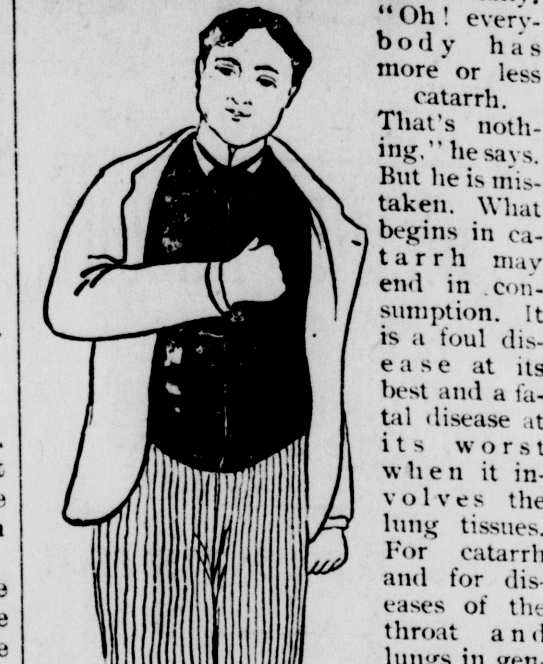 "Oh! every-
body has
more or less
catarrh.
That's noth-
ing," he says.
But he is mis-
taken. What
begins in ca-
tarrh may
end in con-
sumption. It
is a foul dis-
ease at its
best and a fa-
tal disease at
its worst
when it in-
volves the
lung tissues.
For catarrh
and for dis-
eases of the
throat and
lungs in gen-